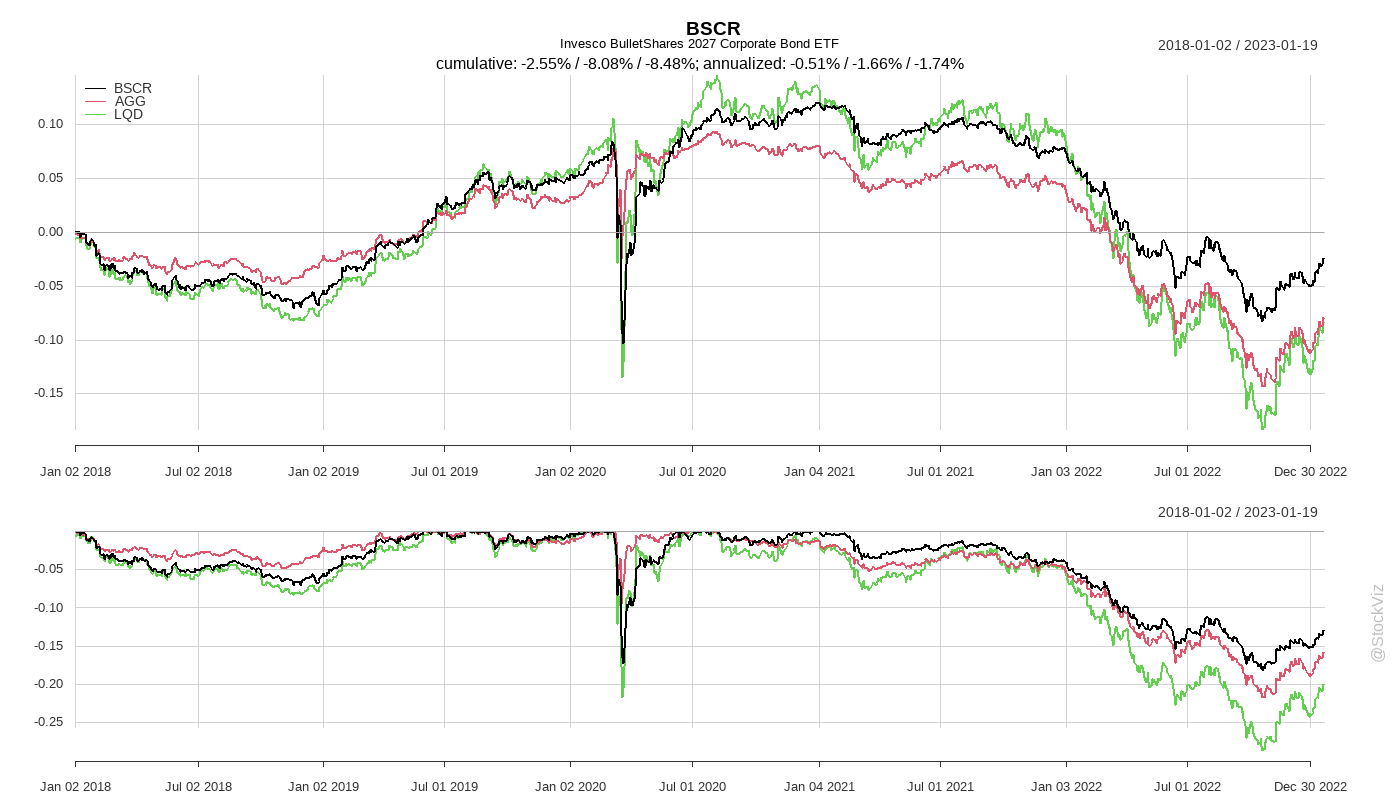 BSCR
Invesco BulletShares 2027 Corporate Bond ETF
2018-01-02 / 2023-01-19
cumulative: -2.55% / -8.08% / -8.48%; annualized: -0.51% / -1.66% / -1.74%
BSCR
AGG
LQD
0.10
0.05
0.00
-0.05
-0.10
-0.15
Jan 02 2018 Jul 02 2018 Jan 02 2019 Jul 01 2019 Jan 02 2020 Jul 01 2020 Jan 04 2021 Jul 01 2021 Jan 03 2022 Jul 01 2022 Dec 30 2022
2018-01-02 / 2023-01-19
-0.05
-0.10
-0.15
-0.20
-0.25
Jan 02 2018 Jul 02 2018 Jan 02 2019 Jul 01 2019 Jan 02 2020 Jul 01 2020 Jan 04 2021 Jul 01 2021 Jan 03 2022 Jul 01 2022 Dec 30 2022
@StockViz